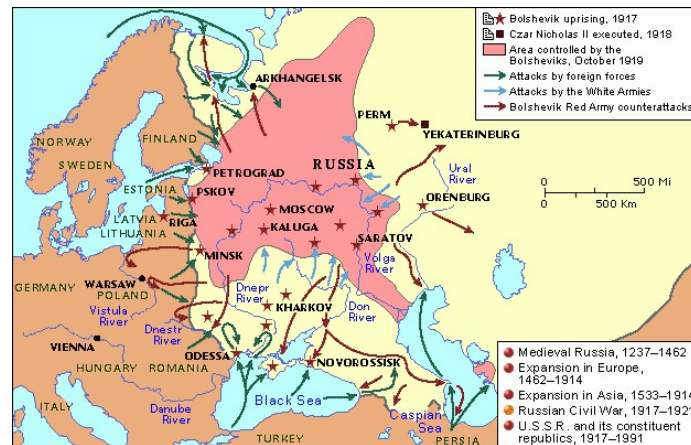 Bolshevik uprising, 1917
Czar Nicholas II executed, 1918
Area controlled by the
Bolsheviks, October 1919
Attacks by foreign forces
Attacks by the White Armies
Bolshevik Red Army counterattacks
ARKHANGELSK
NORWAY
FINLAND
PERM
YEKATERINBURG
SWEDEN
RUSSIA
PETROGRAD
Ural
River
ESTONIA
PSKOV
ORENBURG
0
500 Mi
0
500 KM
LATVIA
RIGA
MOSCOW
LITHUANIA
KALUGA
SARATOV
MINSK
Volga
River
GERMANY
WARSAW
POLAND
Dnepr
River
Don
River
Vistula
River
Dnestr
River
KHARKOV
VIENNA
ODESSA
NOVOROSSISK
HUNGARY
ROMANIA
Danube
River
Black Sea
Caspian
Sea
ITALY
TURKEY
PERSIA
Medieval Russia, 1237–1462
Expansion in Europe,
1462–1914
Expansion in Asia, 1533–1914
Russian Civil War, 1917–192
U.S.S.R. and its constituent
republics, 1917–1991